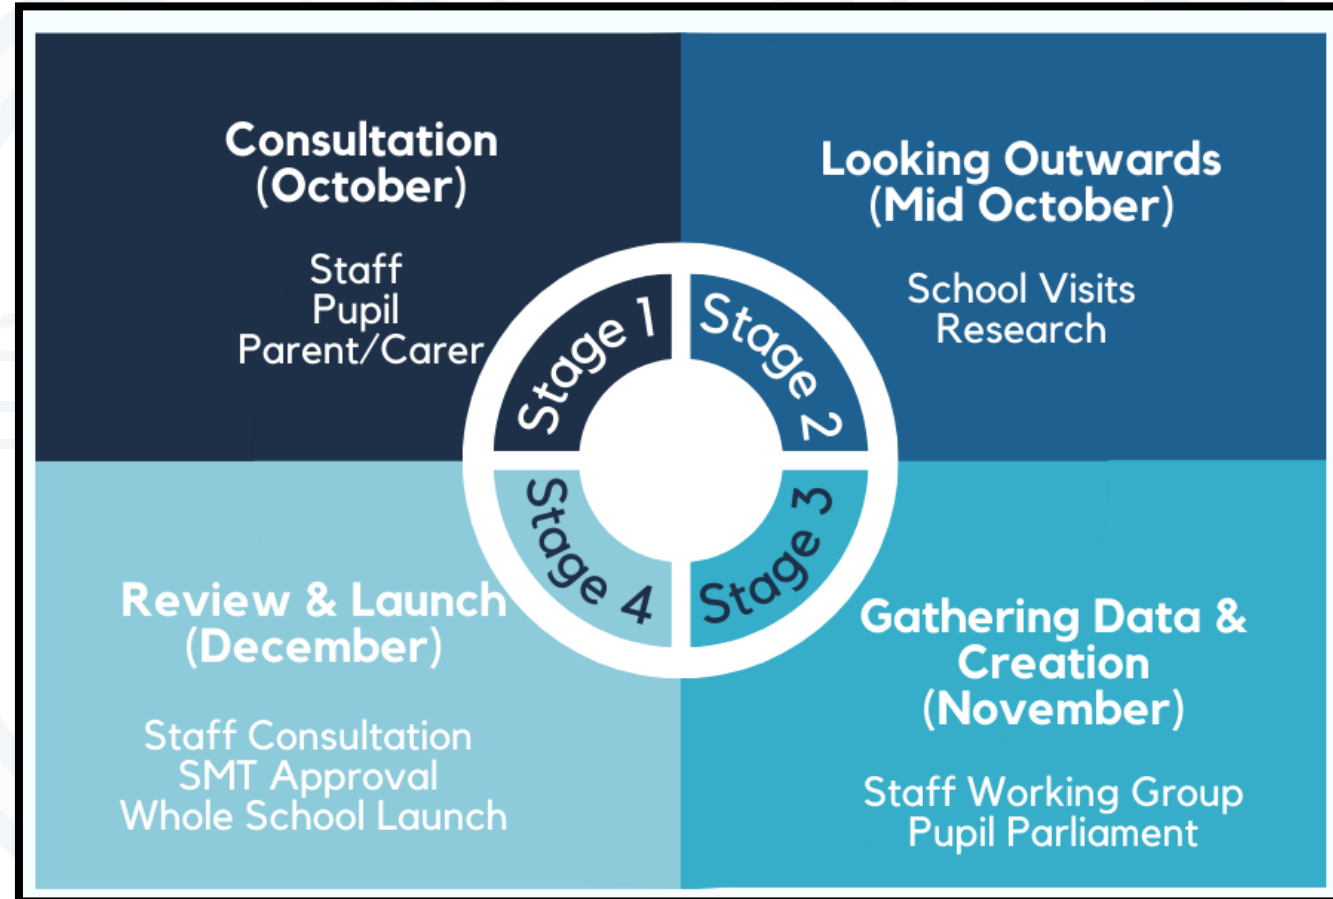 Consultation
(October)
Staff
Pupil
Parent/Carer
Stage 1
Looking Outwards
(Mid October)
School Visits
Research
Stage 2
Gathering Data &
Creation
(November)
Staff Working Group
Pupil Parliament
Stage 3
Review & Launch
(December)
Staff Consultation
SMT Approval
Whole School Launch
Stage 4